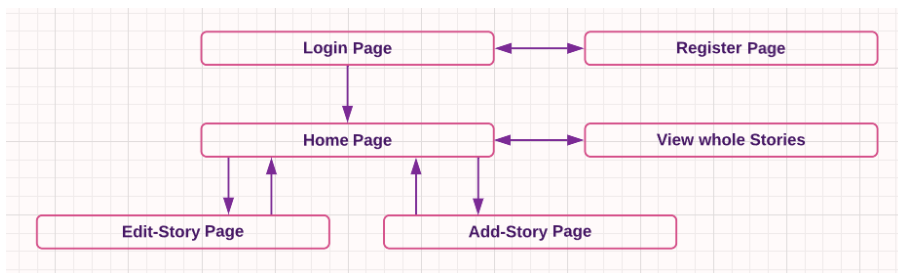 Login Page
Register Page
Home Page
View whole Stories
Edit-Story Page
Add-Story Page